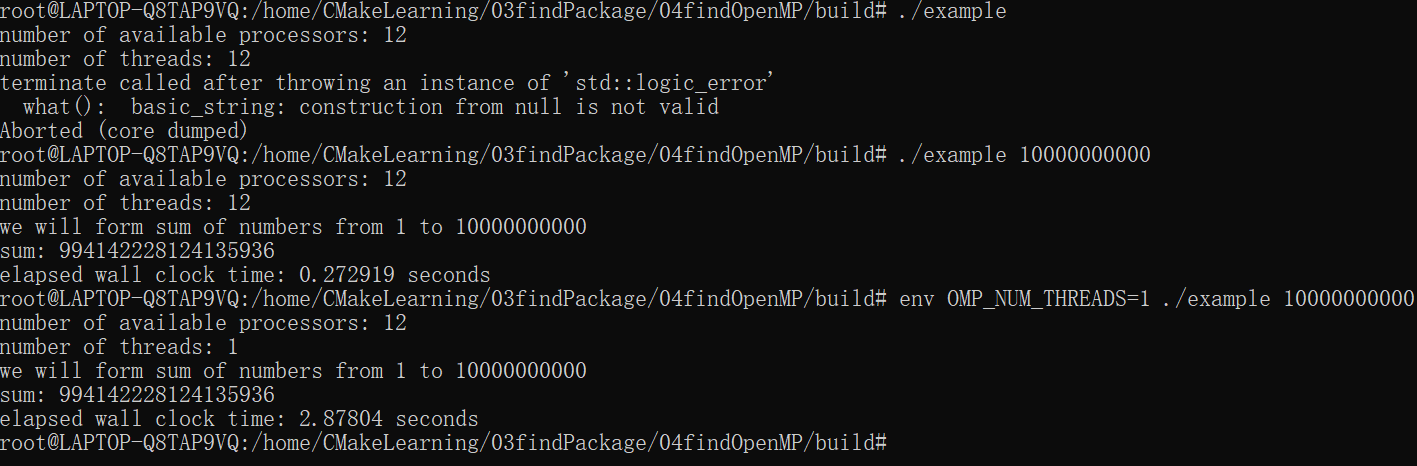 root@LAPTOP-Q8TAP9VQ:/home/CMakeLearning/03findPackage/04findOpenMP/build# ./example
number of available processors: 12
number of threads: 12
terminate called after throwing an instance of 'std::logic_error'
  what():  basic_string: construction from null is not valid
Aborted (core dumped)
root@LAPTOP-Q8TAP9VQ:/home/CMakeLearning/03findPackage/04findOpenMP/build# ./example 10000000000
number of available processors: 12
number of threads: 12
we will form sum of numbers from 1 to 10000000000
sum: 994142228124135936
elapsed wall clock time: 0.272919 seconds
root@LAPTOP-Q8TAP9VQ:/home/CMakeLearning/03findPackage/04findOpenMP/build# env OMP_NUM_THREADS=1 ./example 10000000000
number of available processors: 12
number of threads: 1
we will form sum of numbers from 1 to 10000000000
sum: 994142228124135936
elapsed wall clock time: 2.87804 seconds
root@LAPTOP-Q8TAP9VQ:/home/CMakeLearning/03findPackage/04findOpenMP/build#